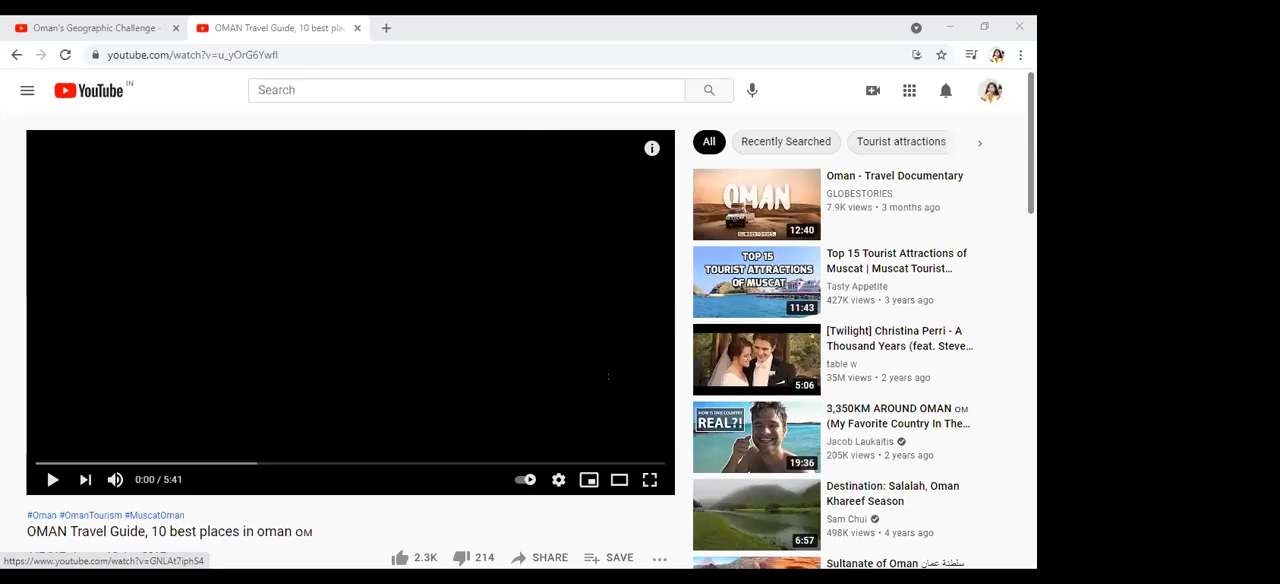 Oman's Geographic Challenge -
OMAN Travel Guide, 10 best pla
youtube.com/watch?v=u_yOrG6YwfI
YouTube IN
Search
All
Recently Searched
Tourist attractions
OMAN
GLOBESTORIES.
12:40
Oman - Travel Documentary
GLOBESTORIES
7.9K views • 3 months ago
TOP 15
TOURIST ATTRACTIONS
OF MUSCAT
11:43
Top 15 Tourist Attractions of
Muscat | Muscat Tourist...
Tasty Appetite
427K views • 3 years ago
5:06
[Twilight] Christina Perri - A
Thousand Years (feat. Steve...
table w
35M views • 2 years ago
HOW IS THIS COUNTRY
REAL?!
19:36
3,350KM AROUND OMAN OM
(My Favorite Country In The...
Jacob Laukaitis
205K views • 2 years ago
6:57
Destination: Salalah, Oman
Khareef Season
Sam Chui
498K views • 4 years ago
Sultanate of Oman سلطنة عمان
0:00 / 5:41
#Oman #OmanTourism #MuscatOman
OMAN Travel Guide, 10 best places in oman OM
2.3K
214
SHARE
SAVE
https://www.youtube.com/watch?v=GNLAt7iphS4